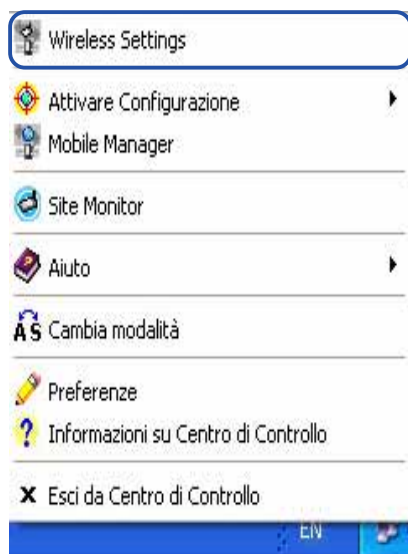 Wireless Settings
Attivare Configurazione
Mobile Manager
Site Monitor
Aiuto
Cambia modalità
Preferenze
Informazioni su Centro di Controllo
Esci da Centro di Controllo
EN